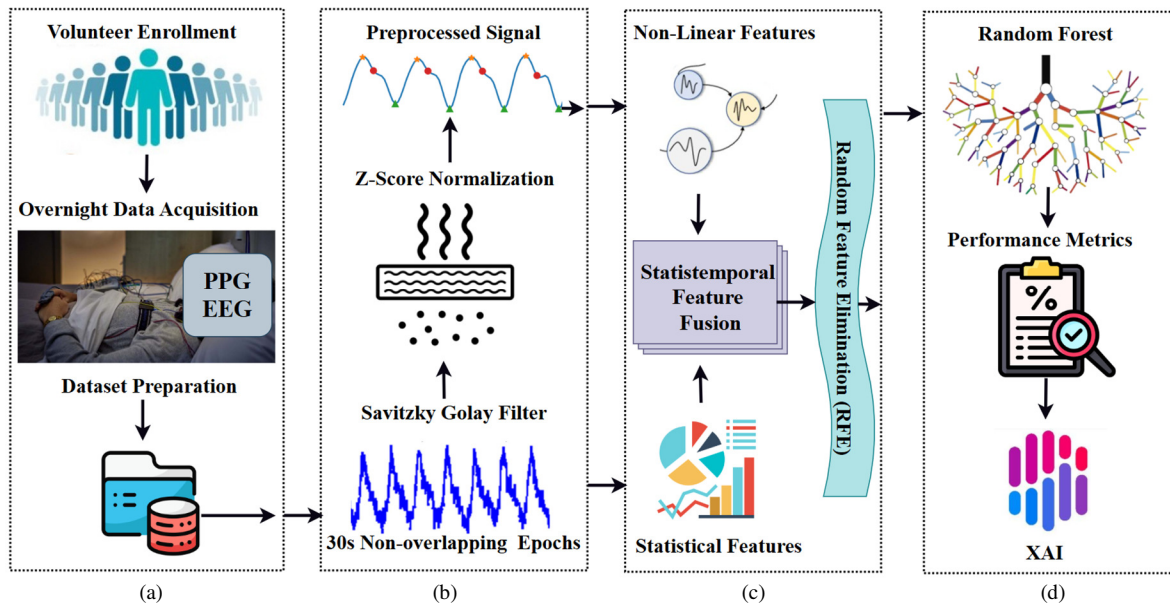 Volunteer Enrollment
Overnight Data Acquisition
PPG
EEG
Dataset Preparation
(a)
Preprocessed Signal
Z-Score Normalization
Savitzky Golay Filter
30s Non-overlapping Epochs
(b)
Non-Linear Features
Statistemporal
Feature
Fusion
Statistical Features
Random Feature Elimination (RFE)
(c)
Random Forest
Performance Metrics
%
XAI
(d)